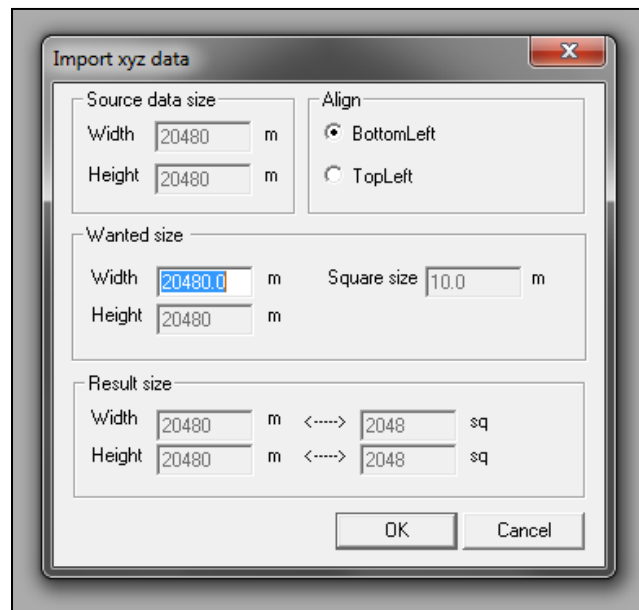 Import xyz data
Source data size
Width 20480 m
Height 20480 m
Align
BottomLeft
TopLeft
Wanted size
Width 20480.0 m Square size 10.0 m
Height 20480 m
Result size
Width 20480 m <-----> 2048 sq
Height 20480 m <-----> 2048 sq
OK Cancel